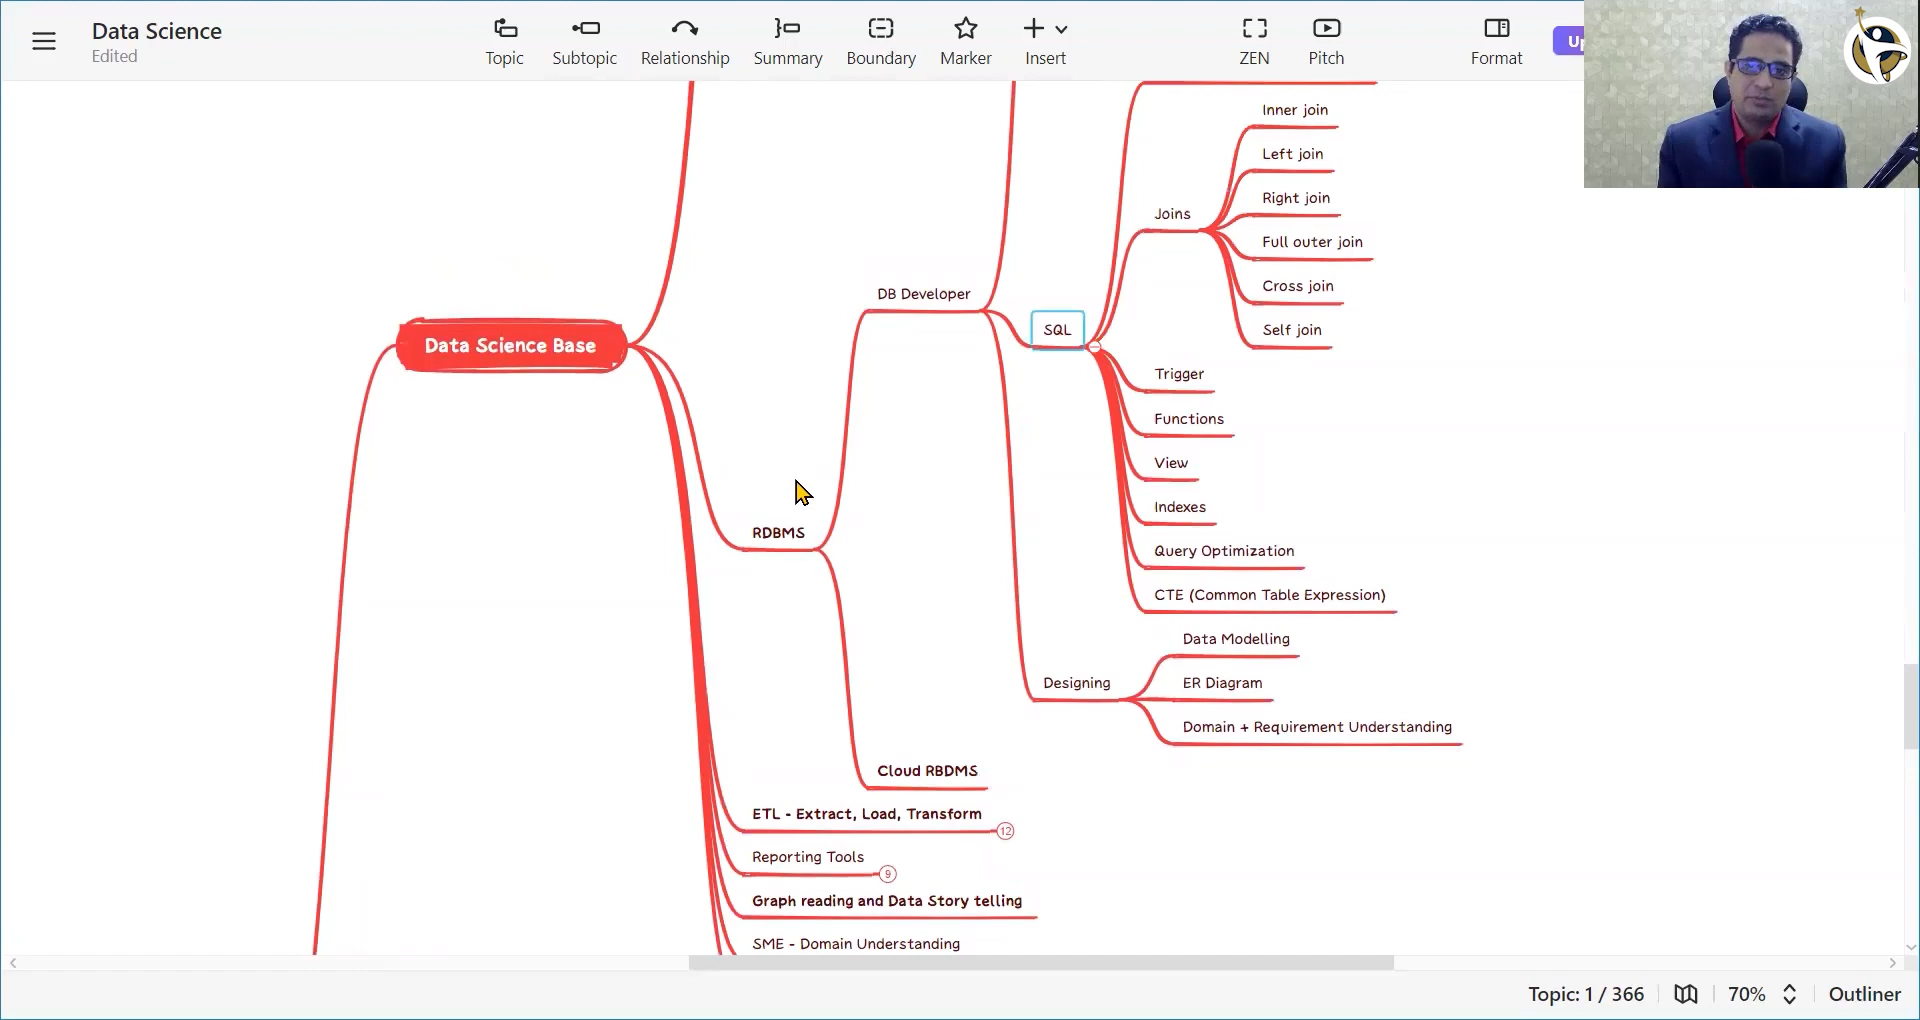 Data Science
Edited
Topic
Subtopic
Relationship
Summary
Boundary
Marker
Insert
ZEN
Pitch
Format
Up
Inner join
Left join
Right join
Full outer join
Cross join
Self join
Joins
DB Developer
SQL
Data Science Base
Trigger
Functions
View
Indexes
Query Optimization
CTE (Common Table Expression)
RDBMS
Data Modelling
ER Diagram
Domain + Requirement Understanding
Designing
Cloud RBDMS
ETL - Extract, Load, Transform
12
Reporting Tools
9
Graph reading and Data Story telling
SME - Domain Understanding
Topic: 1 / 366
70%
Outliner